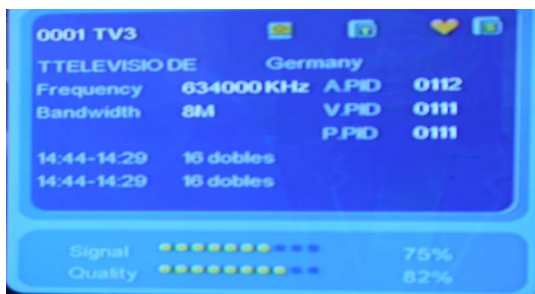 0001 TV3
TTELEVISIO DE Germany
Frequency 634000 KHz A.PID 0112
Bandwidth 8M V.PID 0111
P.PID 0111
14:44-14:29 16 dobles
14:44-14:29 16 dobles
Signal 75%
Quality 82%